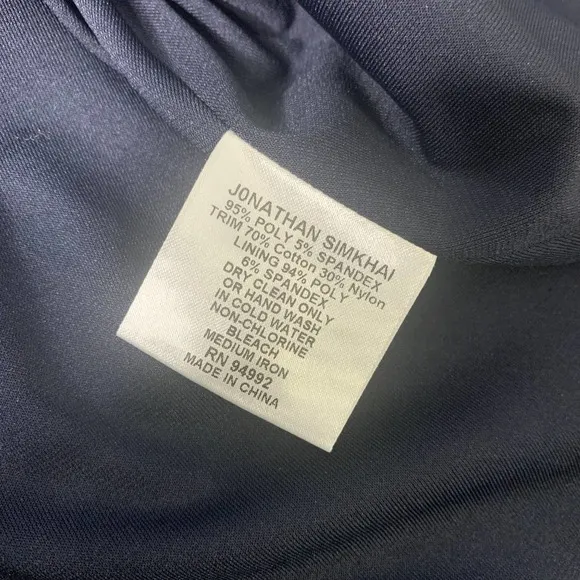 JONATHAN SIMKHAI
95% POLY 5% SPANDEX
TRIM 70% Cotton 30% Nylon
LINING 94% POLY
6% SPANDEX
DRY CLEAN ONLY
OR HAND WASH
IN COLD WATER
NON-CHLORINE
BLEACH
MEDIUM IRON
RN 94992
MADE IN CHINA